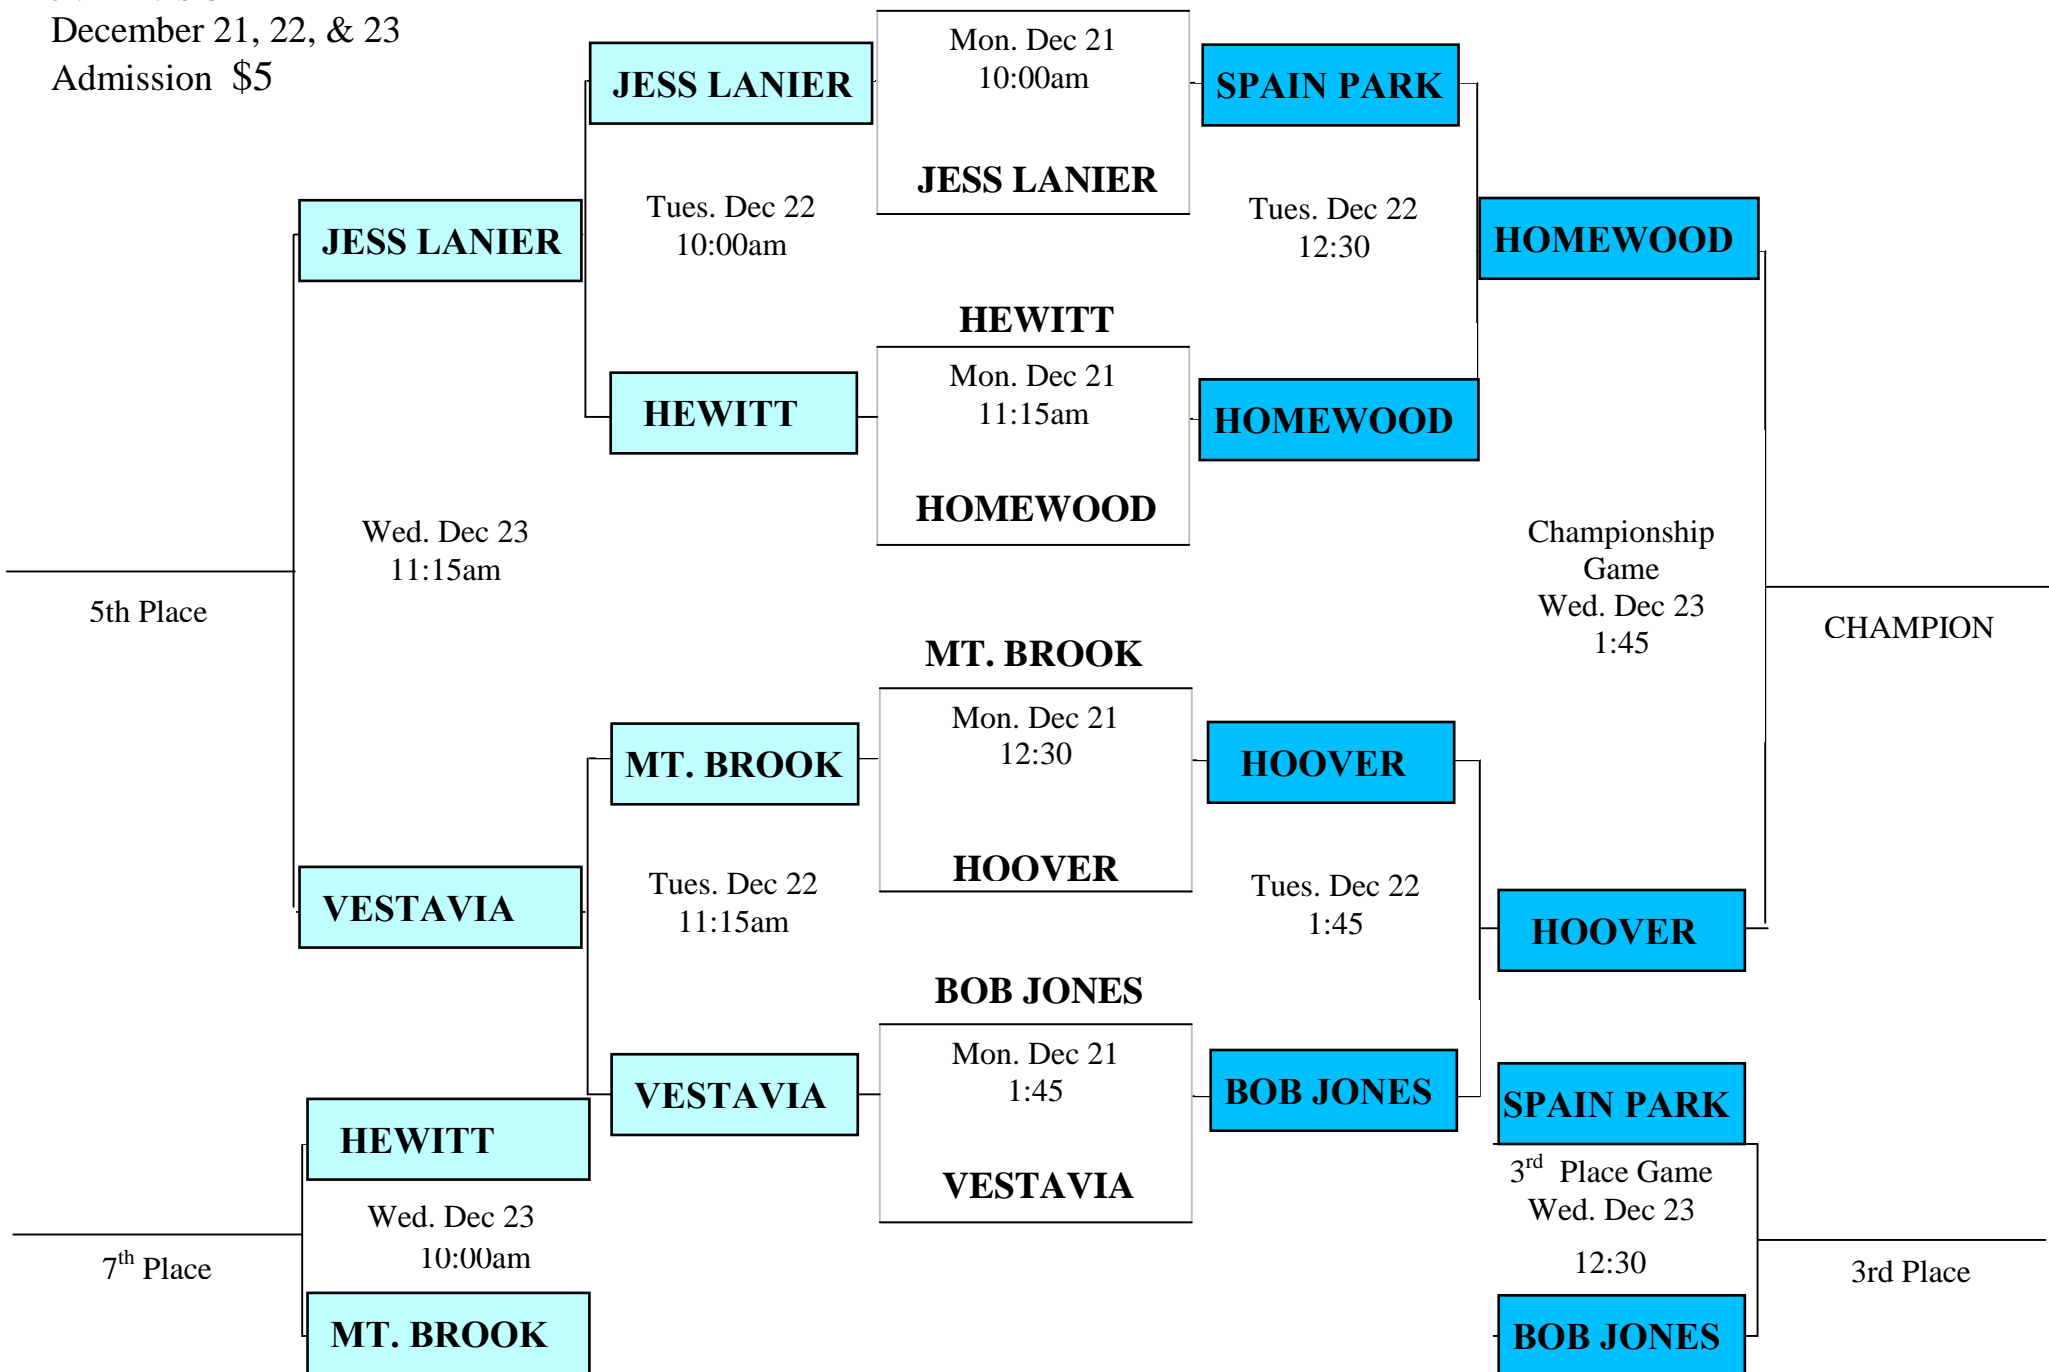 December 21, 22, & 23
Admission $5
JESS LANIER
Mon. Dec 21
10:00am
SPAIN PARK
JESS LANIER
JESS LANIER
Tues. Dec 22
10:00am
Tues. Dec 22
12:30
HOMEWOOD
HEWITT
HEWITT
Mon. Dec 21
11:15am
HOMEWOOD
HOMEWOOD
Wed. Dec 23
11:15am
Championship
Game
Wed. Dec 23
1:45
5th Place
CHAMPION
MT. BROOK
MT. BROOK
Mon. Dec 21
12:30
HOOVER
HOOVER
VESTAVIA
Tues. Dec 22
11:15am
Tues. Dec 22
1:45
HOOVER
BOB JONES
VESTAVIA
Mon. Dec 21
1:45
BOB JONES
SPAIN PARK
HEWITT
VESTAVIA
3rd Place Game
Wed. Dec 23
12:30
Wed. Dec 23
10:00am
7th Place
3rd Place
MT. BROOK
BOB JONES